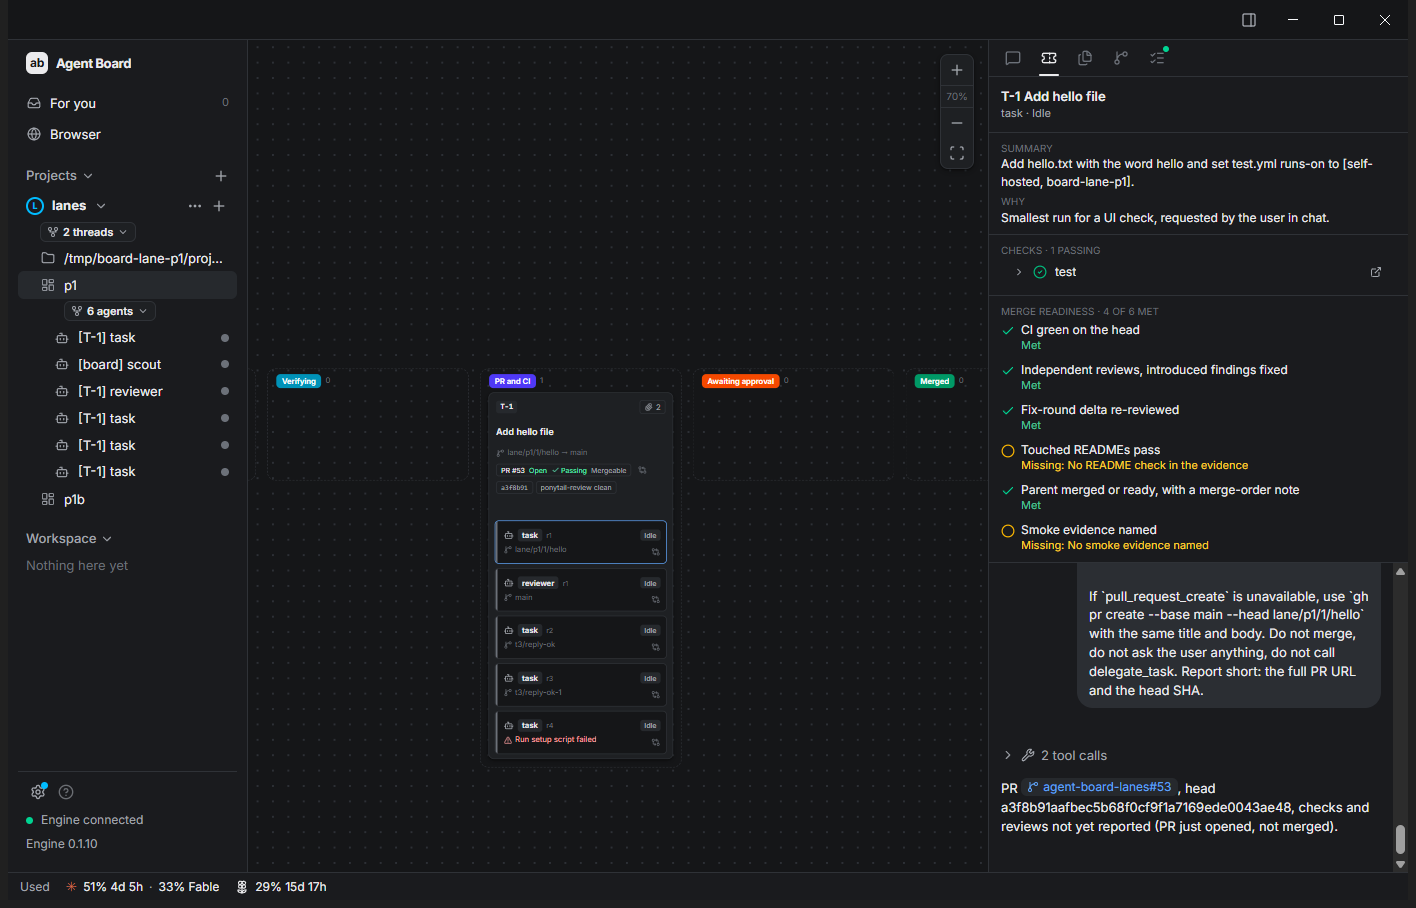 ab Agent Board
For you 0
Browser
Projects
L lanes
2 threads
/tmp/board-lane-p1/proj...
p1
6 agents
[T-1] task
[board] scout
[T-1] reviewer
[T-1] task
[T-1] task
[T-1] task
p1b
Workspace
Nothing here yet
Engine connected
Engine 0.1.10
Used 51% 4d 5h · 33% Fable 29% 15d 17h
70%
Verifying 0
PR and CI 1
T-1 2
Add hello file
lane/p1/1/hello → main
PR #53 Open Passing Mergeable
a3f8b91 ponytail-review clean
task r1 Idle
lane/p1/1/hello
reviewer r1 Idle
main
task r2 Idle
t3/reply-ok
task r3 Idle
t3/reply-ok-1
task r4 Idle
Run setup script failed
Awaiting approval 0
Merged 0
T-1 Add hello file
task · Idle
SUMMARY
Add hello.txt with the word hello and set test.yml runs-on to [self-
hosted, board-lane-p1].
WHY
Smallest run for a UI check, requested by the user in chat.
CHECKS · 1 PASSING
test
MERGE READINESS · 4 OF 6 MET
CI green on the head
Met
Independent reviews, introduced findings fixed
Met
Fix-round delta re-reviewed
Met
Touched READMEs pass
Missing: No README check in the evidence
Parent merged or ready, with a merge-order note
Met
Smoke evidence named
Missing: No smoke evidence named
If `pull_request_create` is unavailable, use `gh
pr create --base main --head lane/p1/1/hello`
with the same title and body. Do not merge,
do not ask the user anything, do not call
delegate_task. Report short: the full PR URL
and the head SHA.
2 tool calls
PR agent-board-lanes#53, head
a3f8b91aafbec5b68f0cf9f1a7169ede0043ae48, checks and
reviews not yet reported (PR just opened, not merged).